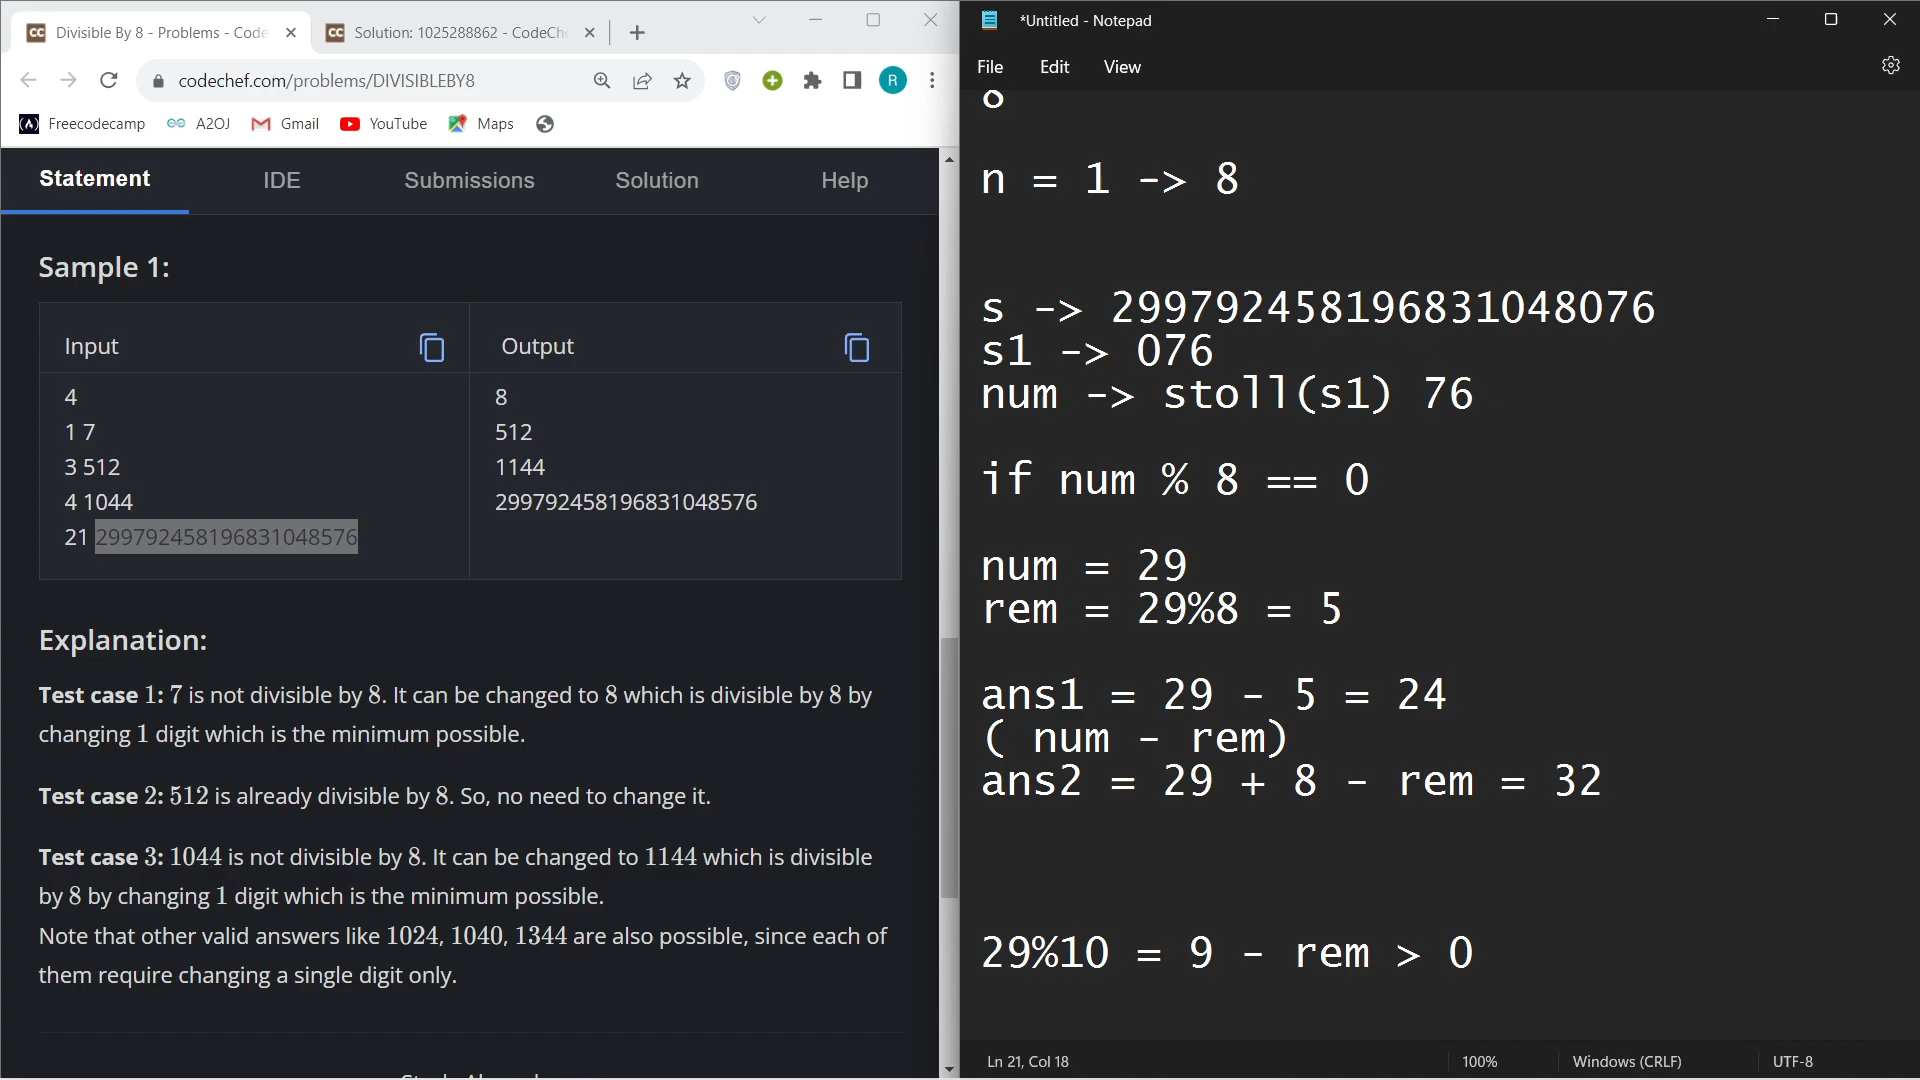 Divisible By 8 - Problems - Code
Solution: 1025288862 - CodeChe
codechef.com/problems/DIVISIBLEBY8
R
Freecodecamp
A2OJ
Gmail
YouTube
Maps
Statement
IDE
Submissions
Solution
Help
Sample 1:
Input
Output
4
1 7
3 512
4 1044
21 299792458196831048576
8
512
1144
299792458196831048576
Explanation:
Test case 1: 7 is not divisible by 8. It can be changed to 8 which is divisible by 8 by
changing 1 digit which is the minimum possible.
Test case 2: 512 is already divisible by 8. So, no need to change it.
Test case 3: 1044 is not divisible by 8. It can be changed to 1144 which is divisible
by 8 by changing 1 digit which is the minimum possible.
Note that other valid answers like 1024, 1040, 1344 are also possible, since each of
them require changing a single digit only.
*Untitled - Notepad
File
Edit
View
8
n = 1 -> 8
s -> 299792458196831048076
s1 -> 076
num -> stoll(s1) 76
if num % 8 == 0
num = 29
rem = 29%8 = 5
ans1 = 29 - 5 = 24
( num - rem)
ans2 = 29 + 8 - rem = 32
29%10 = 9 - rem > 0
Ln 21, Col 18
100%
Windows (CRLF)
UTF-8